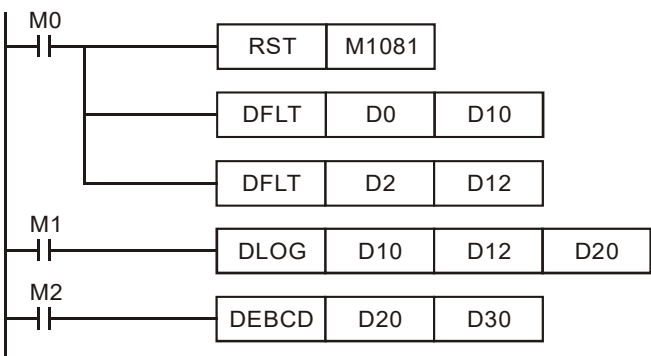 M0
RST M1081
DFLT D0 D10
DFLT D2 D12
M1
DLOG D10 D12 D20
M2
DEBCD D20 D30